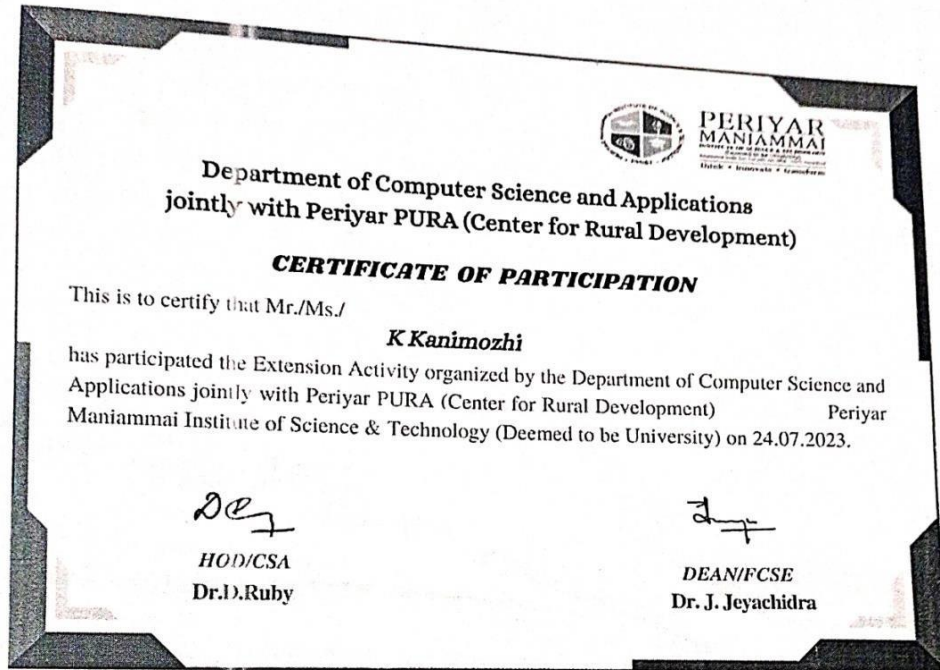 PERIYAR
MANIAMMAI
think • innovate • transform
Department of Computer Science and Applications
jointly with Periyar PURA (Center for Rural Development)
CERTIFICATE OF PARTICIPATION
This is to certify that Mr./Ms./
K Kanimozhi
has participated the Extension Activity organized by the Department of Computer Science and
Applications jointly with Periyar PURA (Center for Rural Development) Periyar
Maniammai Institute of Science & Technology (Deemed to be University) on 24.07.2023.
HOD/CSA
DEAN/FCSE
Dr.D.Ruby
Dr. J. Jeyachidra